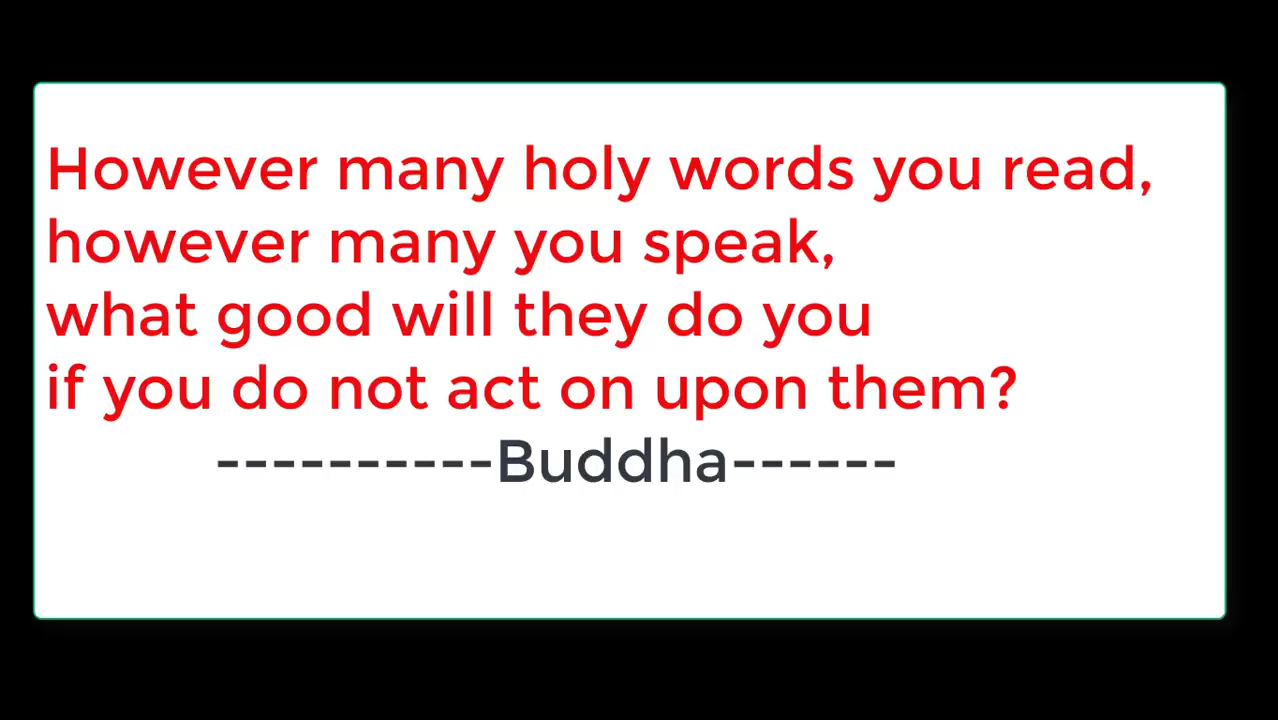 However many holy words you read,
however many you speak,
what good will they do you
if you do not act on upon them?
----------Buddha------